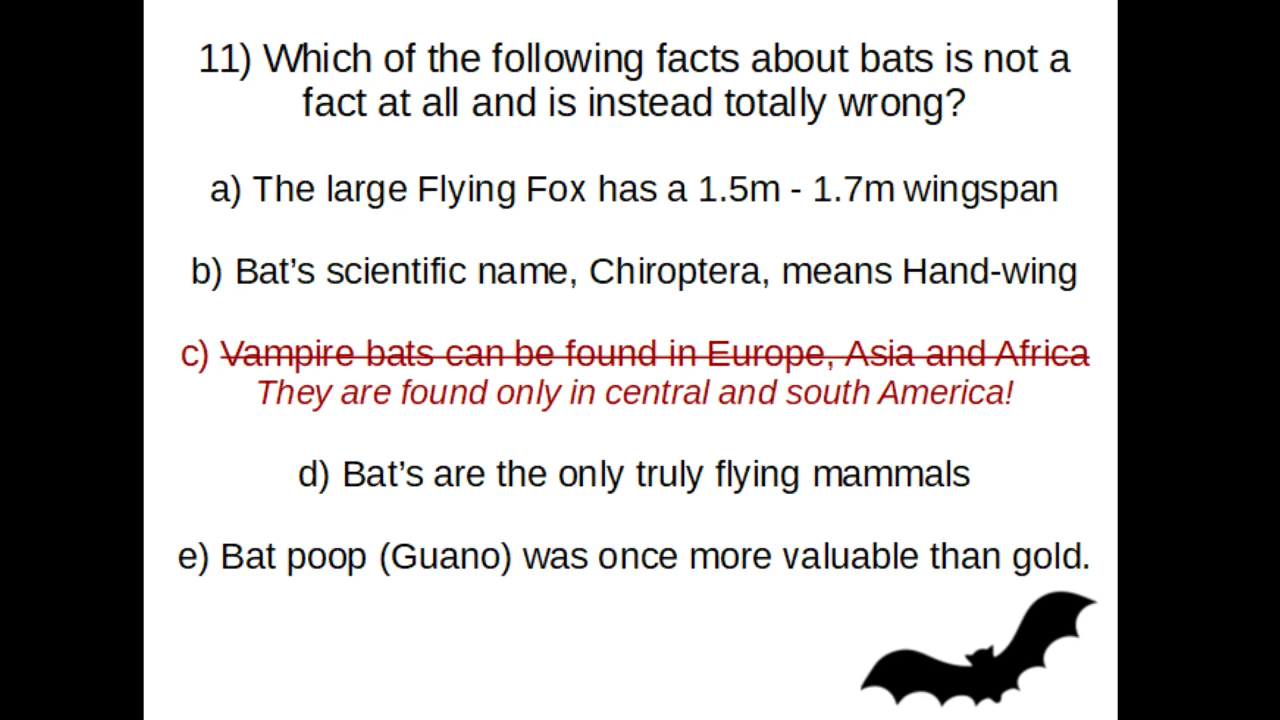 11) Which of the following facts about bats is not a
fact at all and is instead totally wrong?
a) The large Flying Fox has a 1.5m - 1.7m wingspan
b) Bat’s scientific name, Chiroptera, means Hand-wing
c) Vampire bats can be found in Europe, Asia and Africa
They are found only in central and south America!
d) Bat’s are the only truly flying mammals
e) Bat poop (Guano) was once more valuable than gold.